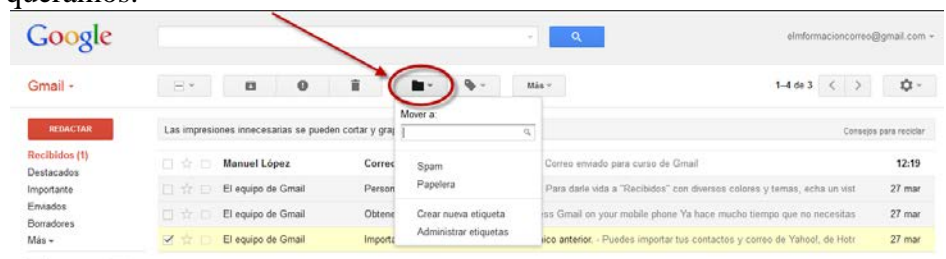 queramos.
Google
elmformacioncorreo@gmail.com
Gmail
Más
1–4 de 3
Mover a:
REDACTAR
Las impresiones innecesarias se pueden cortar y
Consejos para reciclar
Recibidos (1)
Destacados
Importante
Enviados
Borradores
Más
Manuel López Correo enviado para curso de Gmail 12:19
El equipo de Gmail Para darle vida a "Recibidos" con diversos colores y temas, echa un vist 27 mar
El equipo de Gmail ss Gmail on your mobile phone Ya hace mucho tiempo que no necesitas 27 mar
El equipo de Gmail ico anterior. - Puedes importar tus contactos y correo de Yahoo!, de Hotr 27 mar
Spam
Papelera
Crear nueva etiqueta
Administrar etiquetas